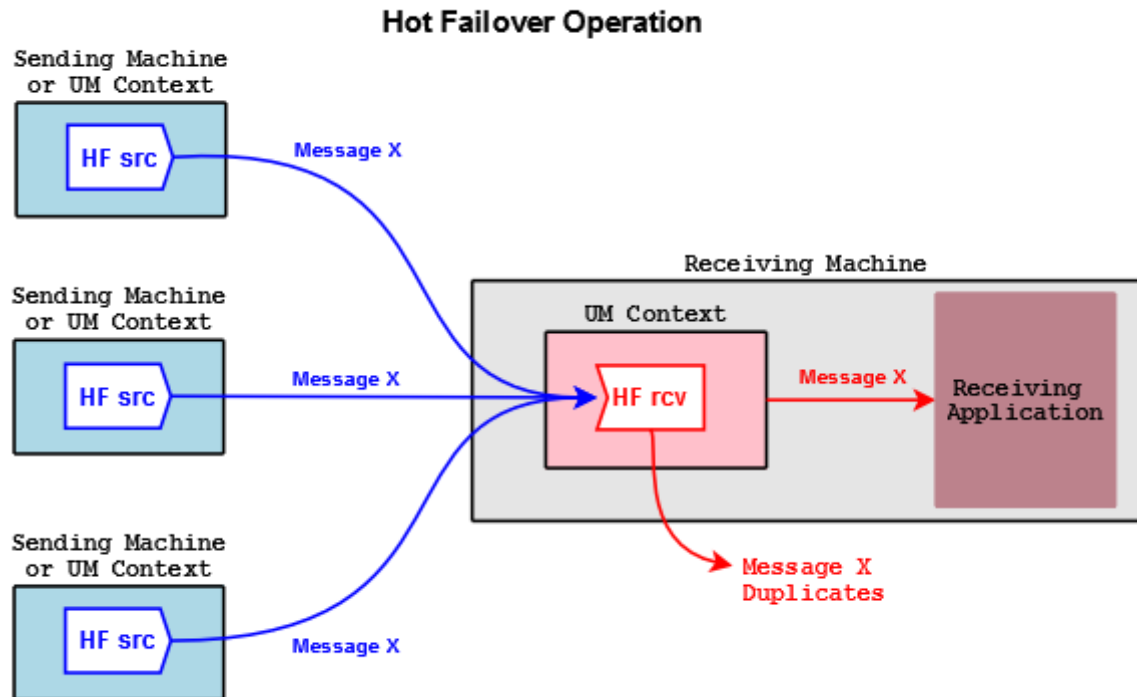 Hot Failover Operation
Sending Machine
or UM Context
HF src
Message X
Sending Machine
or UM Context
HF src
Message X
Sending Machine
or UM Context
HF src
Message X
Receiving Machine
UM Context
HF rcv
Message X
Receiving
Application
Message X
Duplicates